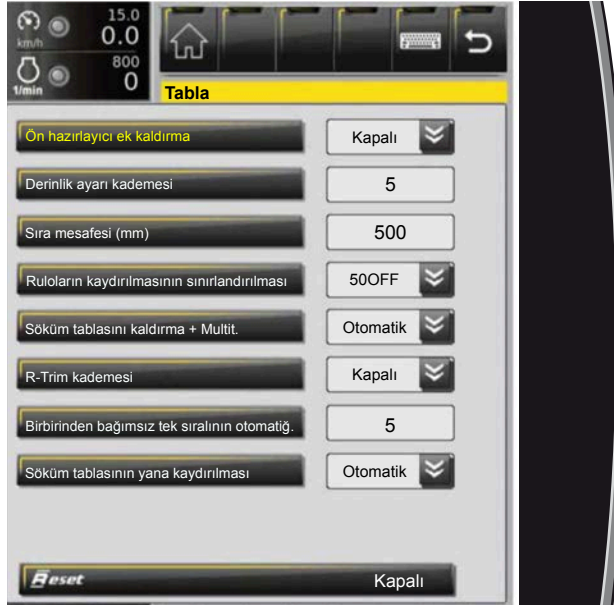 15.0
km/h 0.0
800
1/min 0
Tabla
Ön hazırlayıcı ek kaldırma Kapalı
Derinlik ayarı kademesi 5
Sıra mesafesi (mm) 500
Ruloların kaydırılmasının sınırlandırılması 50OFF
Söküm tablasını kaldırma + Multit. Otomatik
R-Trim kademesi Kapalı
Birbirinden bağımsız tek sıralının otomatiğ. 5
Söküm tablasının yana kaydırılması Otomatik
Reset Kapalı